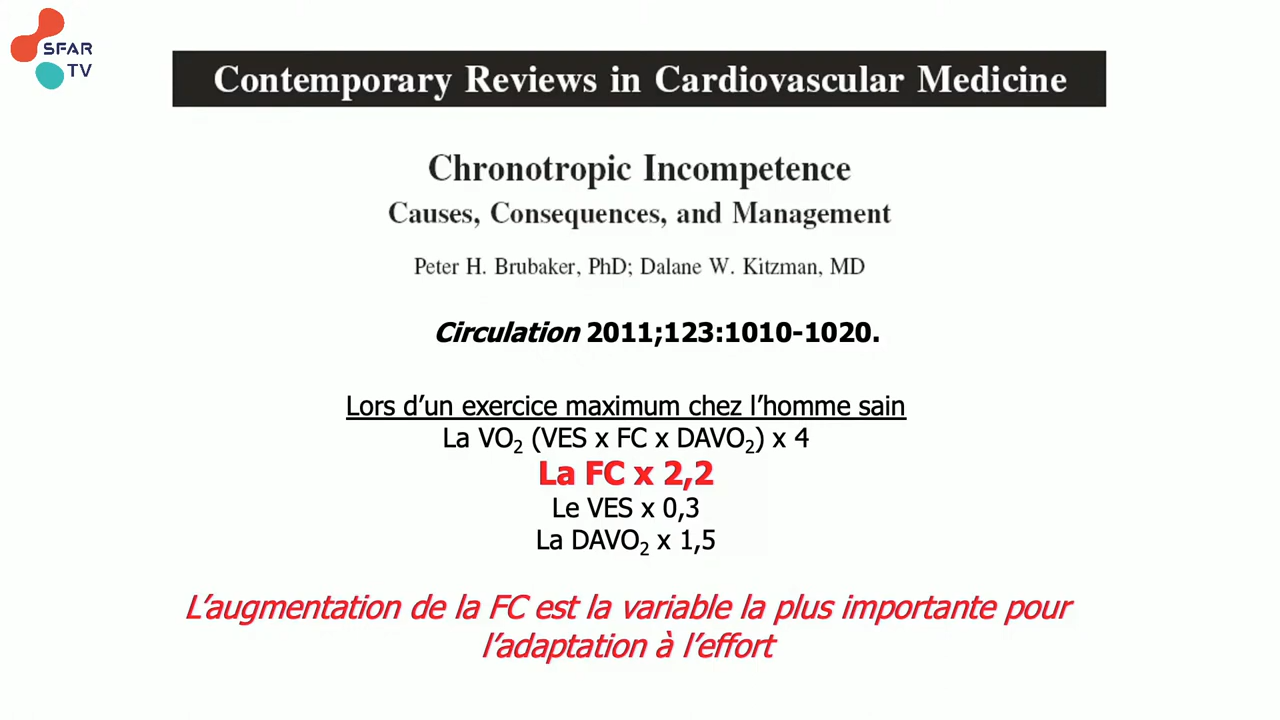 SFAR
TV
Contemporary Reviews in Cardiovascular Medicine
Chronotropic Incompetence
Causes, Consequences, and Management
Peter H. Brubaker, PhD; Dalane W. Kitzman, MD
Circulation 2011;123:1010-1020.
Lors d’un exercice maximum chez l’homme sain
La VO₂ (VES x FC x DAVO₂) x 4
La FC x 2,2
Le VES x 0,3
La DAVO₂ x 1,5
L’augmentation de la FC est la variable la plus importante pour
l’adaptation à l’effort